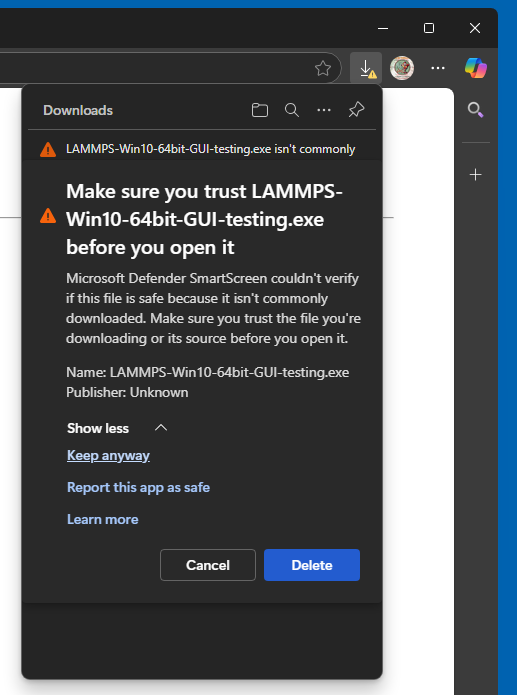 Downloads
LAMMPS-Win10-64bit-GUI-testing.exe isn't commonly
Make sure you trust LAMMPS-
Win10-64bit-GUI-testing.exe
before you open it
Microsoft Defender SmartScreen couldn't verify
if this file is safe because it isn't commonly
downloaded. Make sure you trust the file you're
downloading or its source before you open it.
Name: LAMMPS-Win10-64bit-GUI-testing.exe
Publisher: Unknown
Show less
Keep anyway
Report this app as safe
Learn more
Cancel
Delete